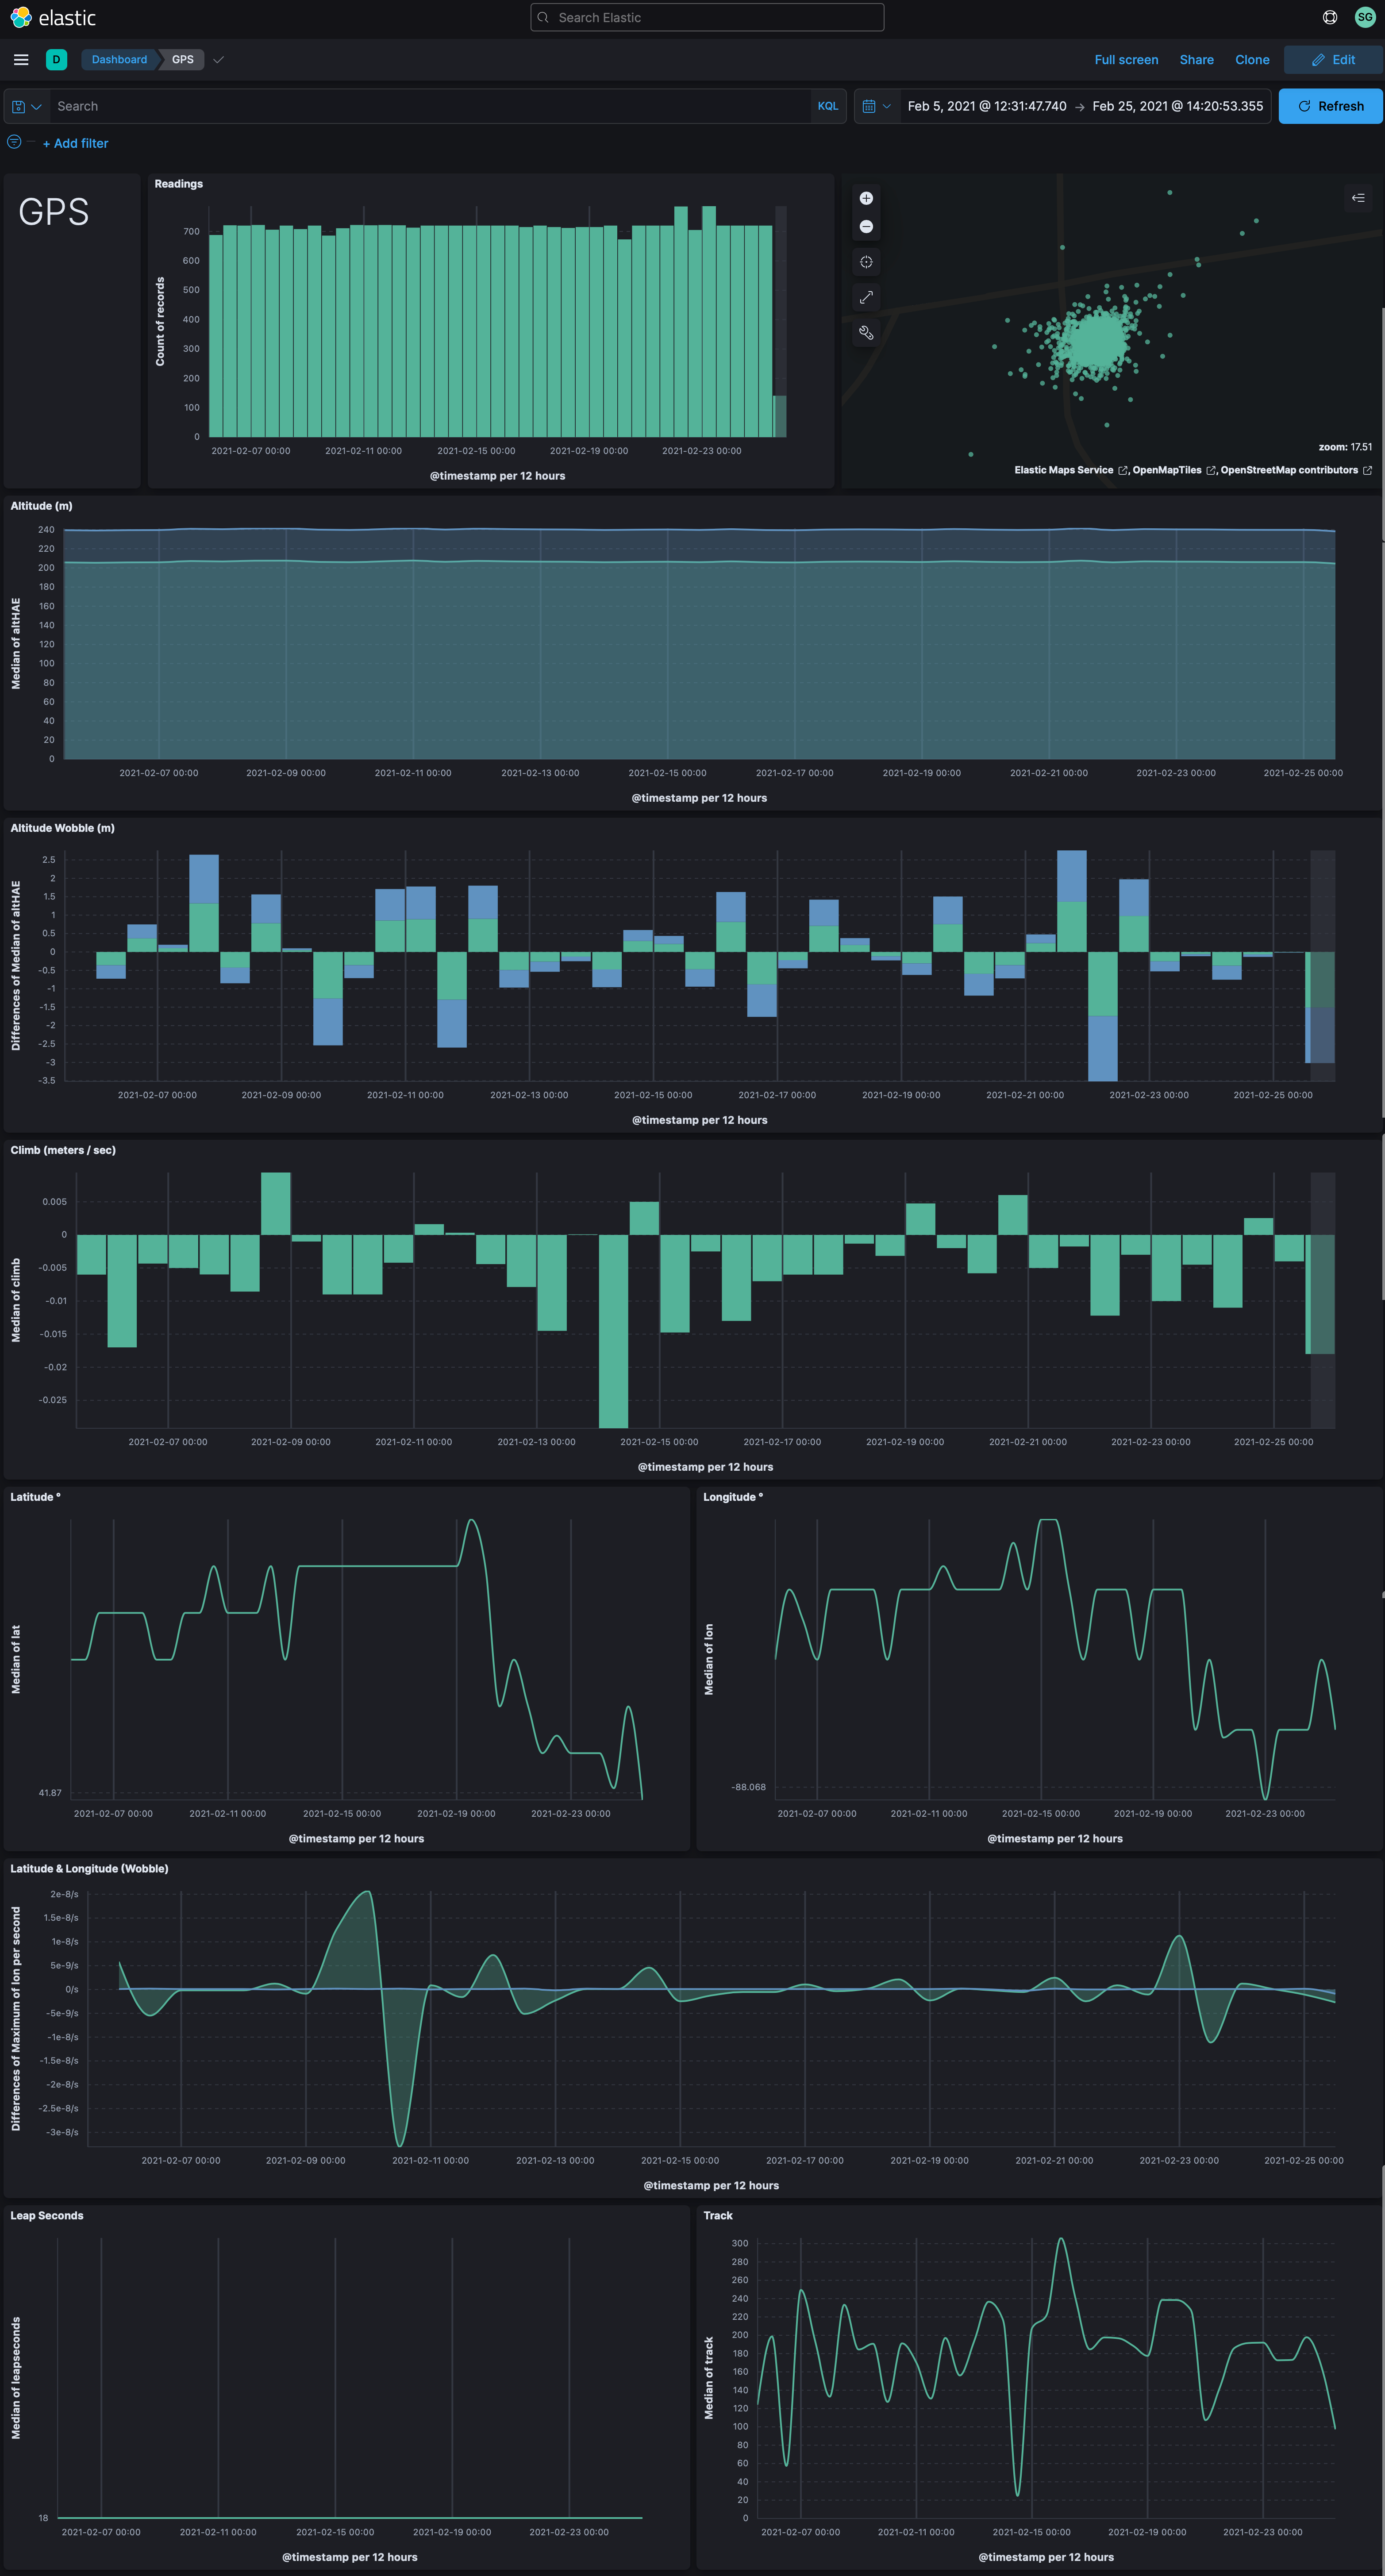 elastic
Search Elastic
SG
D
Dashboard
GPS
Full screen
Share
Clone
Edit
Search
KQL
Feb 5, 2021 @ 12:31:47.740 → Feb 25, 2021 @ 14:20:53.355
Refresh
+ Add filter
GPS
Readings
700
600
500
400
300
200
100
0
Count of records
2021-02-07 00:00
2021-02-11 00:00
2021-02-15 00:00
2021-02-19 00:00
2021-02-23 00:00
@timestamp per 12 hours
zoom: 17.51
Elastic Maps Service , OpenMapTiles , OpenStreetMap contributors
Altitude (m)
240
220
200
180
160
140
120
100
80
60
40
20
0
Median of altHAE
2021-02-07 00:00
2021-02-09 00:00
2021-02-11 00:00
2021-02-13 00:00
2021-02-15 00:00
2021-02-17 00:00
2021-02-19 00:00
2021-02-21 00:00
2021-02-23 00:00
2021-02-25 00:00
@timestamp per 12 hours
Altitude Wobble (m)
2.5
2
1.5
1
0.5
0
-0.5
-1
-1.5
-2
-2.5
-3
-3.5
Differences of Median of altHAE
2021-02-07 00:00
2021-02-09 00:00
2021-02-11 00:00
2021-02-13 00:00
2021-02-15 00:00
2021-02-17 00:00
2021-02-19 00:00
2021-02-21 00:00
2021-02-23 00:00
2021-02-25 00:00
@timestamp per 12 hours
Climb (meters / sec)
0.005
0
-0.005
-0.01
-0.015
-0.02
-0.025
Median of climb
2021-02-07 00:00
2021-02-09 00:00
2021-02-11 00:00
2021-02-13 00:00
2021-02-15 00:00
2021-02-17 00:00
2021-02-19 00:00
2021-02-21 00:00
2021-02-23 00:00
2021-02-25 00:00
@timestamp per 12 hours
Latitude °
Median of lat
41.87
2021-02-07 00:00
2021-02-11 00:00
2021-02-15 00:00
2021-02-19 00:00
2021-02-23 00:00
@timestamp per 12 hours
Longitude °
Median of lon
-88.068
2021-02-07 00:00
2021-02-11 00:00
2021-02-15 00:00
2021-02-19 00:00
2021-02-23 00:00
@timestamp per 12 hours
Latitude & Longitude (Wobble)
2e-8/s
1.5e-8/s
1e-8/s
5e-9/s
0/s
-5e-9/s
-1e-8/s
-1.5e-8/s
-2e-8/s
-2.5e-8/s
-3e-8/s
Differences of Maximum of lon per second
2021-02-07 00:00
2021-02-09 00:00
2021-02-11 00:00
2021-02-13 00:00
2021-02-15 00:00
2021-02-17 00:00
2021-02-19 00:00
2021-02-21 00:00
2021-02-23 00:00
2021-02-25 00:00
@timestamp per 12 hours
Leap Seconds
Median of leapseconds
18
2021-02-07 00:00
2021-02-11 00:00
2021-02-15 00:00
2021-02-19 00:00
2021-02-23 00:00
@timestamp per 12 hours
Track
300
280
260
240
220
200
180
160
140
120
100
80
60
40
20
0
Median of track
2021-02-07 00:00
2021-02-11 00:00
2021-02-15 00:00
2021-02-19 00:00
2021-02-23 00:00
@timestamp per 12 hours